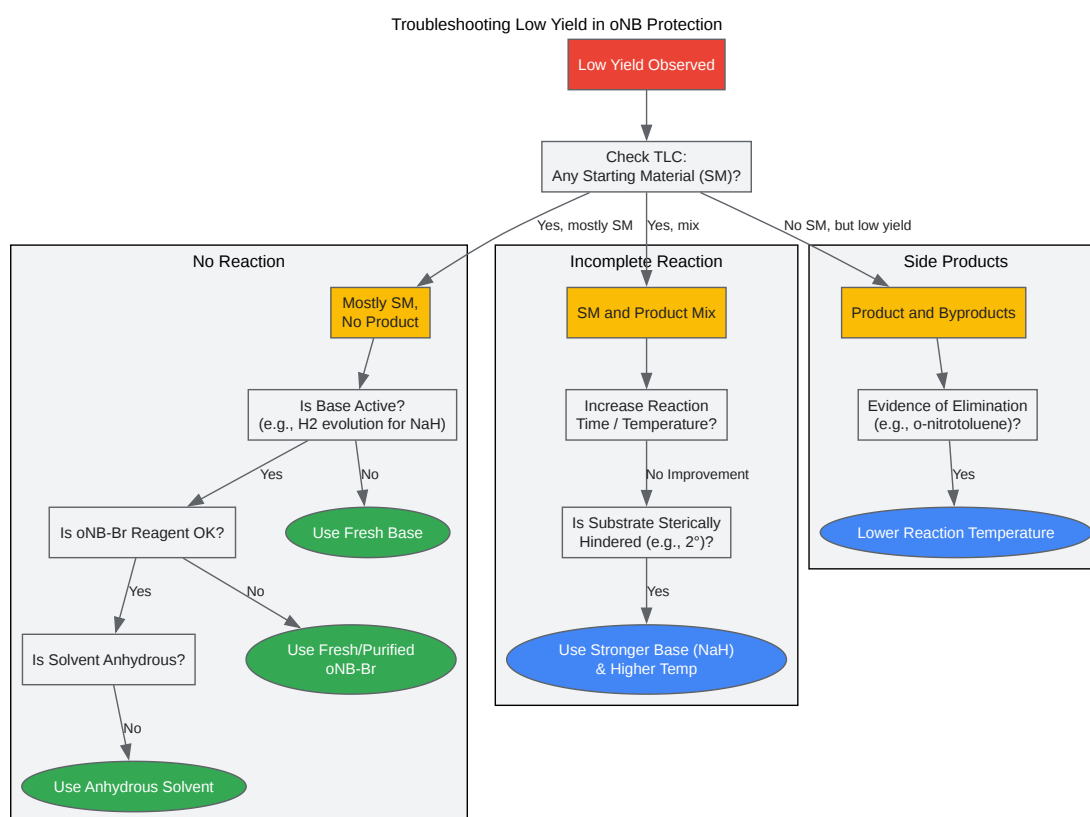 Troubleshooting Low Yield in oNB Protection
Low Yield Observed
Check TLC:
Any Starting Material (SM)?
Yes, mostly SM
Yes, mix
No SM, but low yield
No Reaction
Mostly SM,
No Product
Is Base Active?
(e.g., H2 evolution for NaH)
Yes
No
Is oNB-Br Reagent OK?
Use Fresh Base
Yes
No
Is Solvent Anhydrous?
Use Fresh/Purified
oNB-Br
No
Use Anhydrous Solvent
Incomplete Reaction
SM and Product Mix
Increase Reaction
Time / Temperature?
No Improvement
Is Substrate Sterically
Hindered (e.g., 2°)?
Yes
Use Stronger Base (NaH)
& Higher Temp
Side Products
Product and Byproducts
Evidence of Elimination
(e.g., o-nitrotoluene)?
Yes
Lower Reaction Temperature